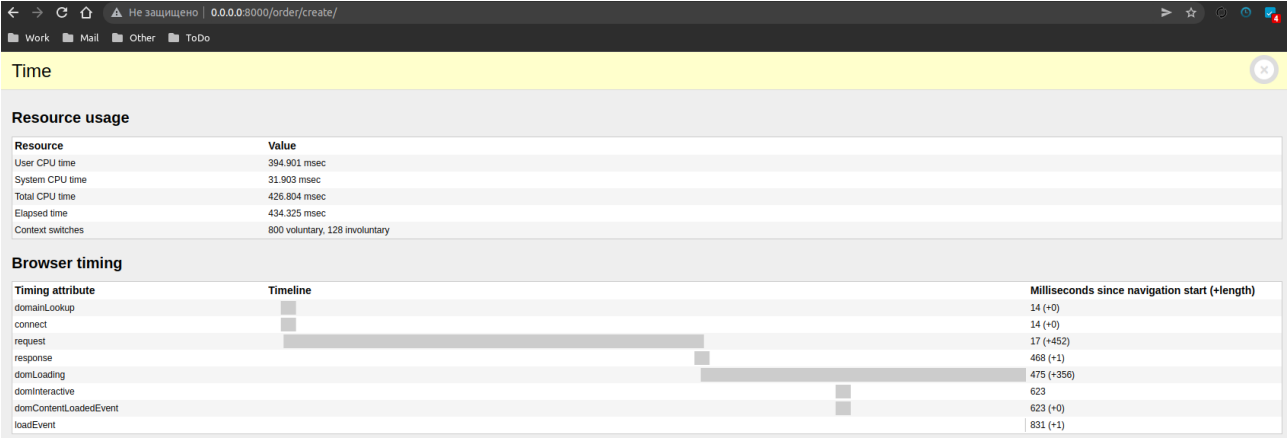 Не защищено | 0.0.0.0:8000/order/create/
4
Work Mail Other ToDo
Time
Resource usage
Resource Value
User CPU time 394.901 msec
System CPU time 31.903 msec
Total CPU time 426.804 msec
Elapsed time 434.325 msec
Context switches 800 voluntary, 128 involuntary
Browser timing
Timing attribute Timeline Milliseconds since navigation start (+length)
domainLookup 14 (+0)
connect 14 (+0)
request 17 (+452)
response 468 (+1)
domLoading 475 (+356)
domInteractive 623
domContentLoadedEvent 623 (+0)
loadEvent 831 (+1)